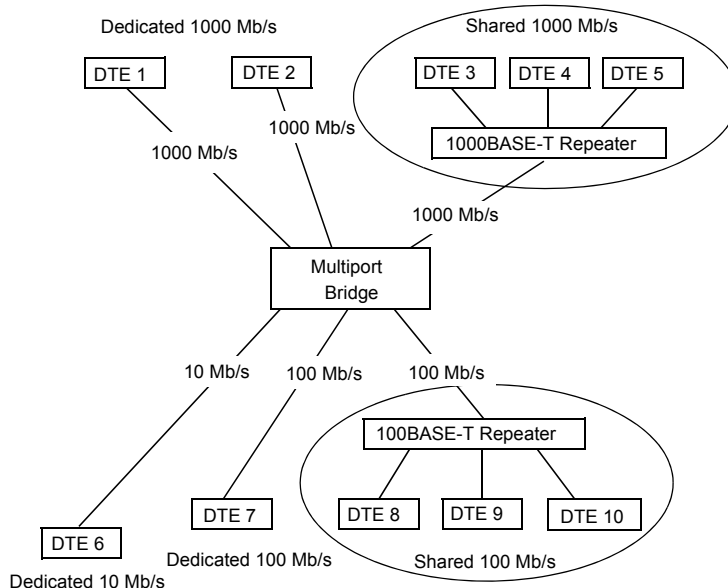 Dedicated 1000 Mb/s
Shared 1000 Mb/s
DTE 1
DTE 2
DTE 3
DTE 4
DTE 5
1000 Mb/s
1000 Mb/s
1000BASE-T Repeater
1000 Mb/s
Multiport
Bridge
10 Mb/s
100 Mb/s
100 Mb/s
100BASE-T Repeater
DTE 6
DTE 7
DTE 8
DTE 9
DTE 10
Dedicated 10 Mb/s
Dedicated 100 Mb/s
Shared 100 Mb/s